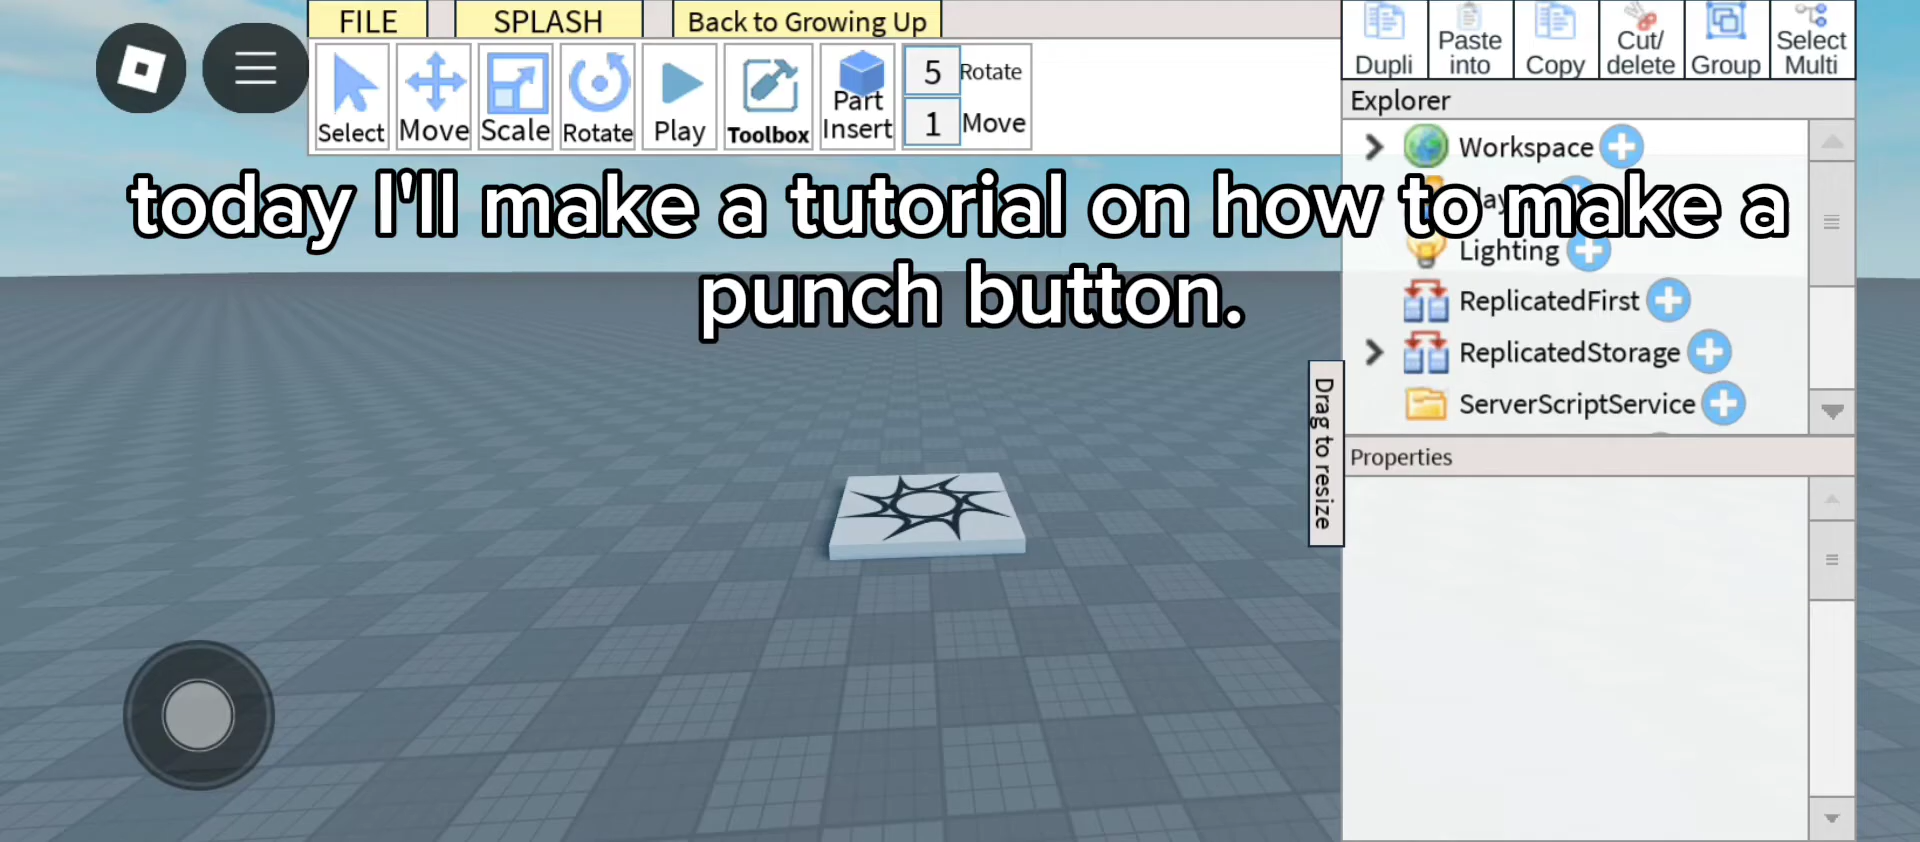 FILE
SPLASH
Back to Growing Up
Select
Move
Scale
Rotate
Play
Toolbox
Part
Insert
5 Rotate
1 Move
Dupli
Paste
into
Copy
Cut/
delete
Group
Select
Multi
Explorer
Workspace
Lighting
ReplicatedFirst
ReplicatedStorage
ServerScriptService
Properties
Drag to resize
today I'll make a tutorial on how to make a
punch button.